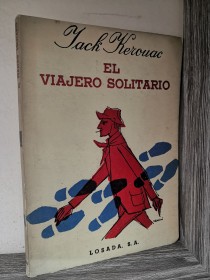 Jack Kerouac
EL
VIAJERO SOLITARIO
LOSADA, S.A.